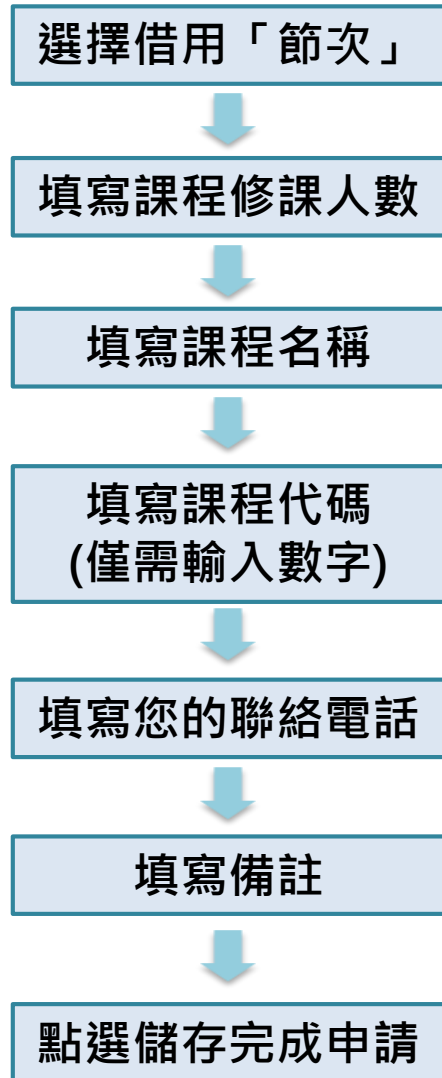 選擇借用「節次」
填寫課程修課人數
填寫課程名稱
填寫課程代碼
(僅需輸入數字)
填寫您的聯絡電話
填寫備註
點選儲存完成申請